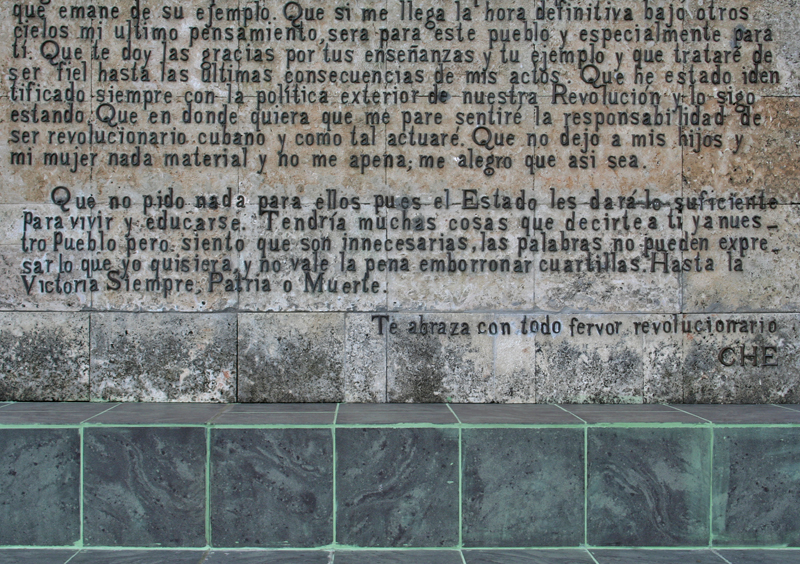 que emane de su ejemplo. Que si me llega la hora definitiva bajo otros
cielos mi ultimo pensamiento, sera para este pueblo y especialmente para
ti. Que te doy las gracias por tus enseñanzas y tu ejemplo y que trataré de
ser fiel hasta las últimas consecuencias de mis actos. Que he estado iden
tificado siempre con la política exterior de nuestra Revolución y lo sigo
estando. Que en donde quiera que me pare sentiré la responsabilidad de
ser revolucionario cubano y como tal actuaré. Que no dejo a mis hijos y
mi mujer nada material y no me apena; me alegro que asi sea.
Que no pido nada para ellos pues el Estado les dará lo suficiente
para vivir y educarse. Tendría muchas cosas que decirte a ti y a nues_
tro Pueblo pero siento que son innecesarias, las palabras no pueden expre_
sar lo que yo quisiera, y no vale la pena emborronar cuartillas. Hasta la
Victoria Siempre. Patria o Muerte.
Te abraza con todo fervor revolucionario
CHE